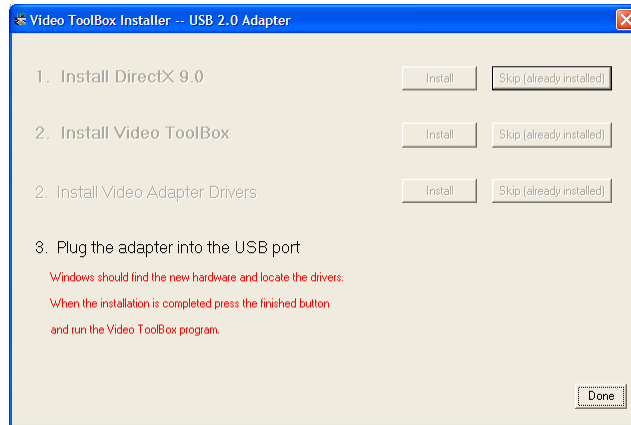 Video ToolBox Installer -- USB 2.0 Adapter
1. Install DirectX 9.0 Install Skip (already installed)
2. Install Video ToolBox Install Skip (already installed)
2. Install Video Adapter Drivers Install Skip (already installed)
3. Plug the adapter into the USB port
Windows should find the new hardware and locate the drivers.
When the installation is completed press the finished button
and run the Video ToolBox program.
Done